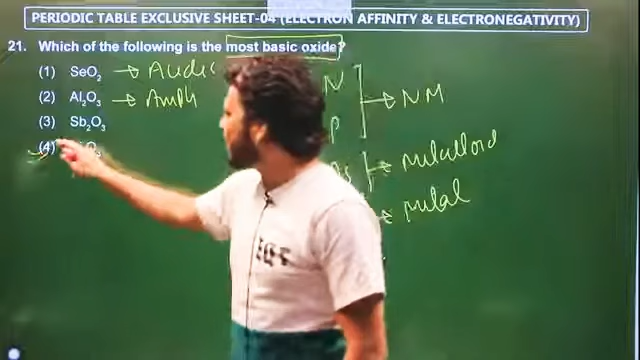 PERIODIC TABLE EXCLUSIVE SHEET-04 (ELECTRON AFFINITY & ELECTRONEGATIVITY)
21. Which of the following is the most basic oxide?
(1) SeO₂ → Acidic N
(2) Al₂O₃ → Amph → NM
(3) Sb₂O₃ P
(4) → Metalloid
→ Metal